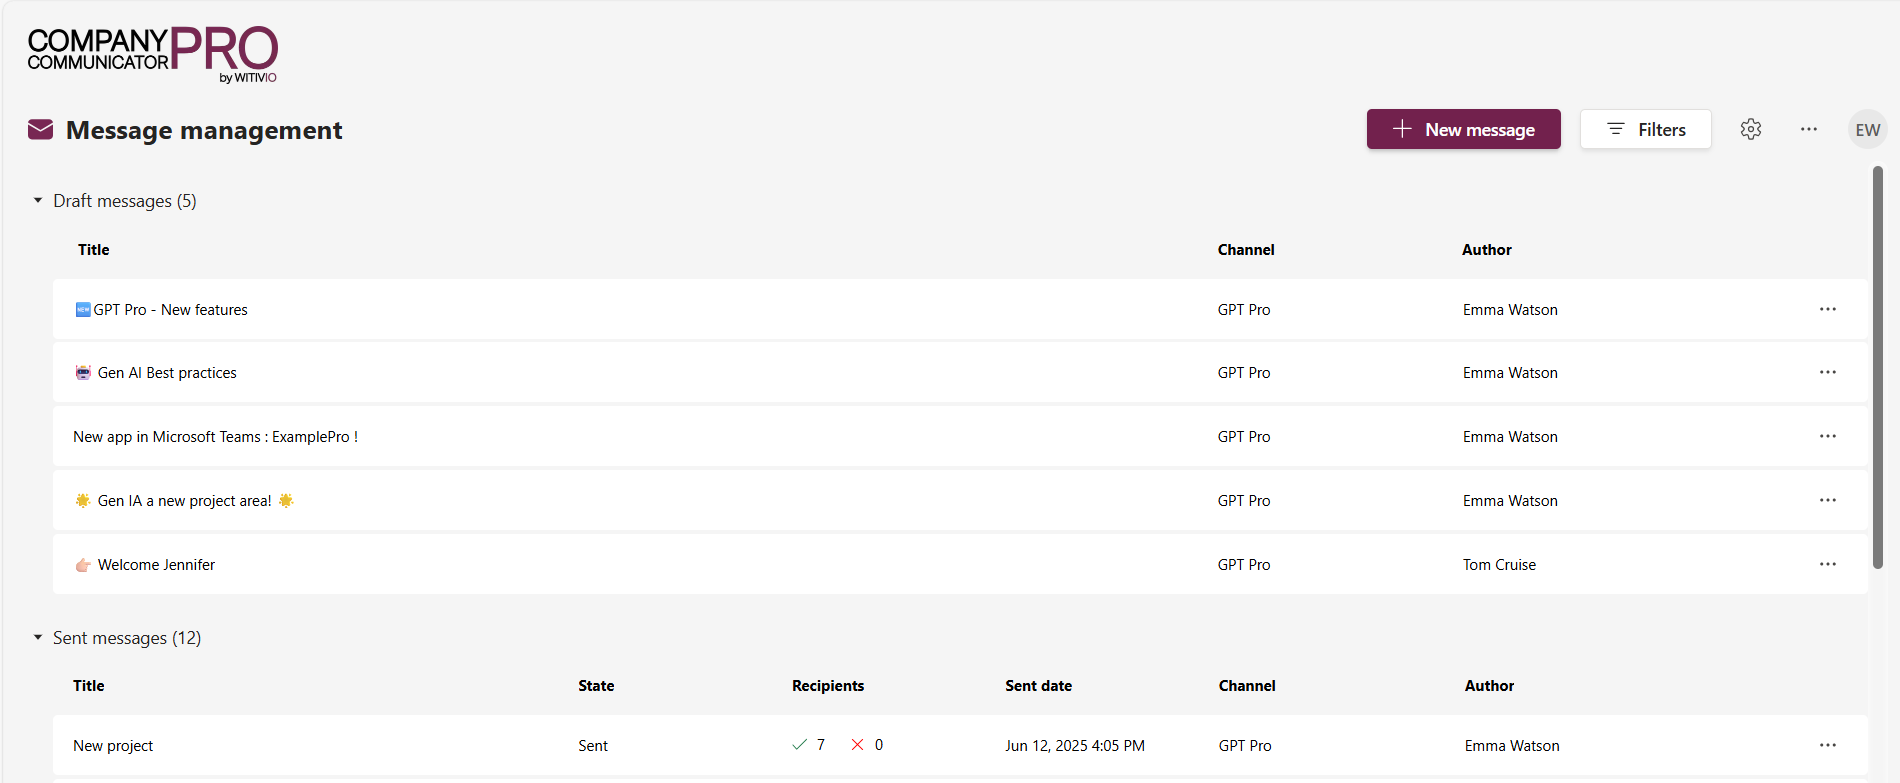 COMPANY PRO
COMMUNICATOR
by WITIVIO
Message management
New message
Filters
EW
Draft messages (5)
Title Channel Author
NEW GPT Pro - New features GPT Pro Emma Watson
Gen AI Best practices GPT Pro Emma Watson
New app in Microsoft Teams : ExamplePro ! GPT Pro Emma Watson
Gen IA a new project area! GPT Pro Emma Watson
Welcome Jennifer GPT Pro Tom Cruise
Sent messages (12)
Title State Recipients Sent date Channel Author
New project Sent 7 0 Jun 12, 2025 4:05 PM GPT Pro Emma Watson